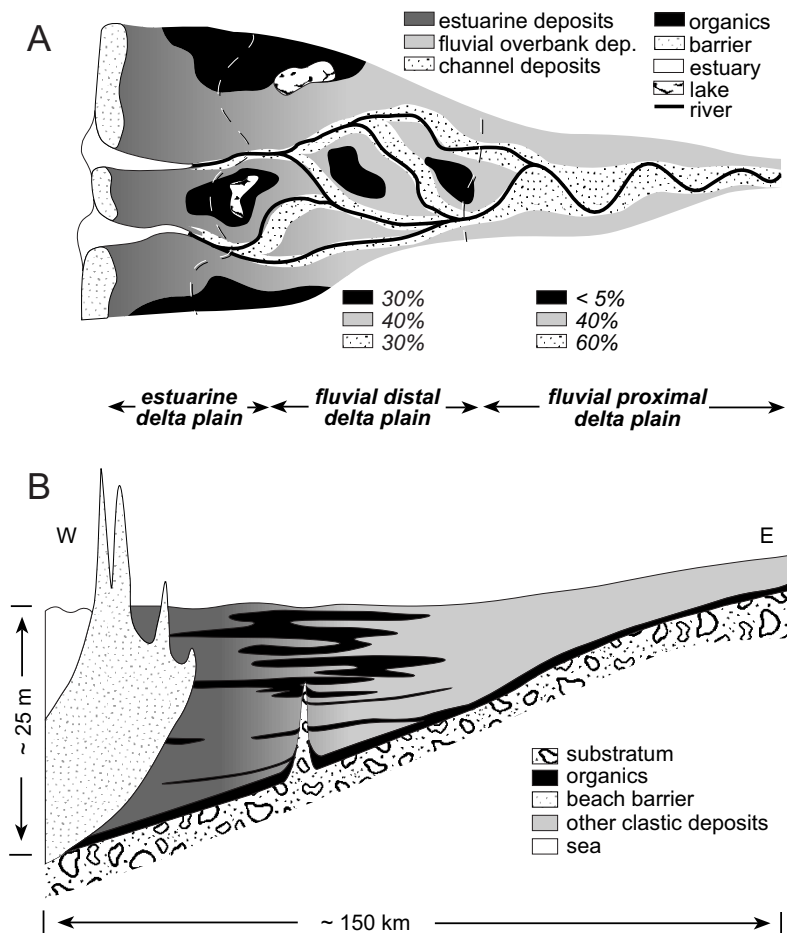 A
estuarine deposits
fluvial overbank dep.
channel deposits
organics
barrier
estuary
lake
river
30%
40%
30%
< 5%
40%
60%
estuarine
delta plain
fluvial distal
delta plain
fluvial proximal
delta plain
B
W
E
~ 25 m
substratum
organics
beach barrier
other clastic deposits
sea
~ 150 km